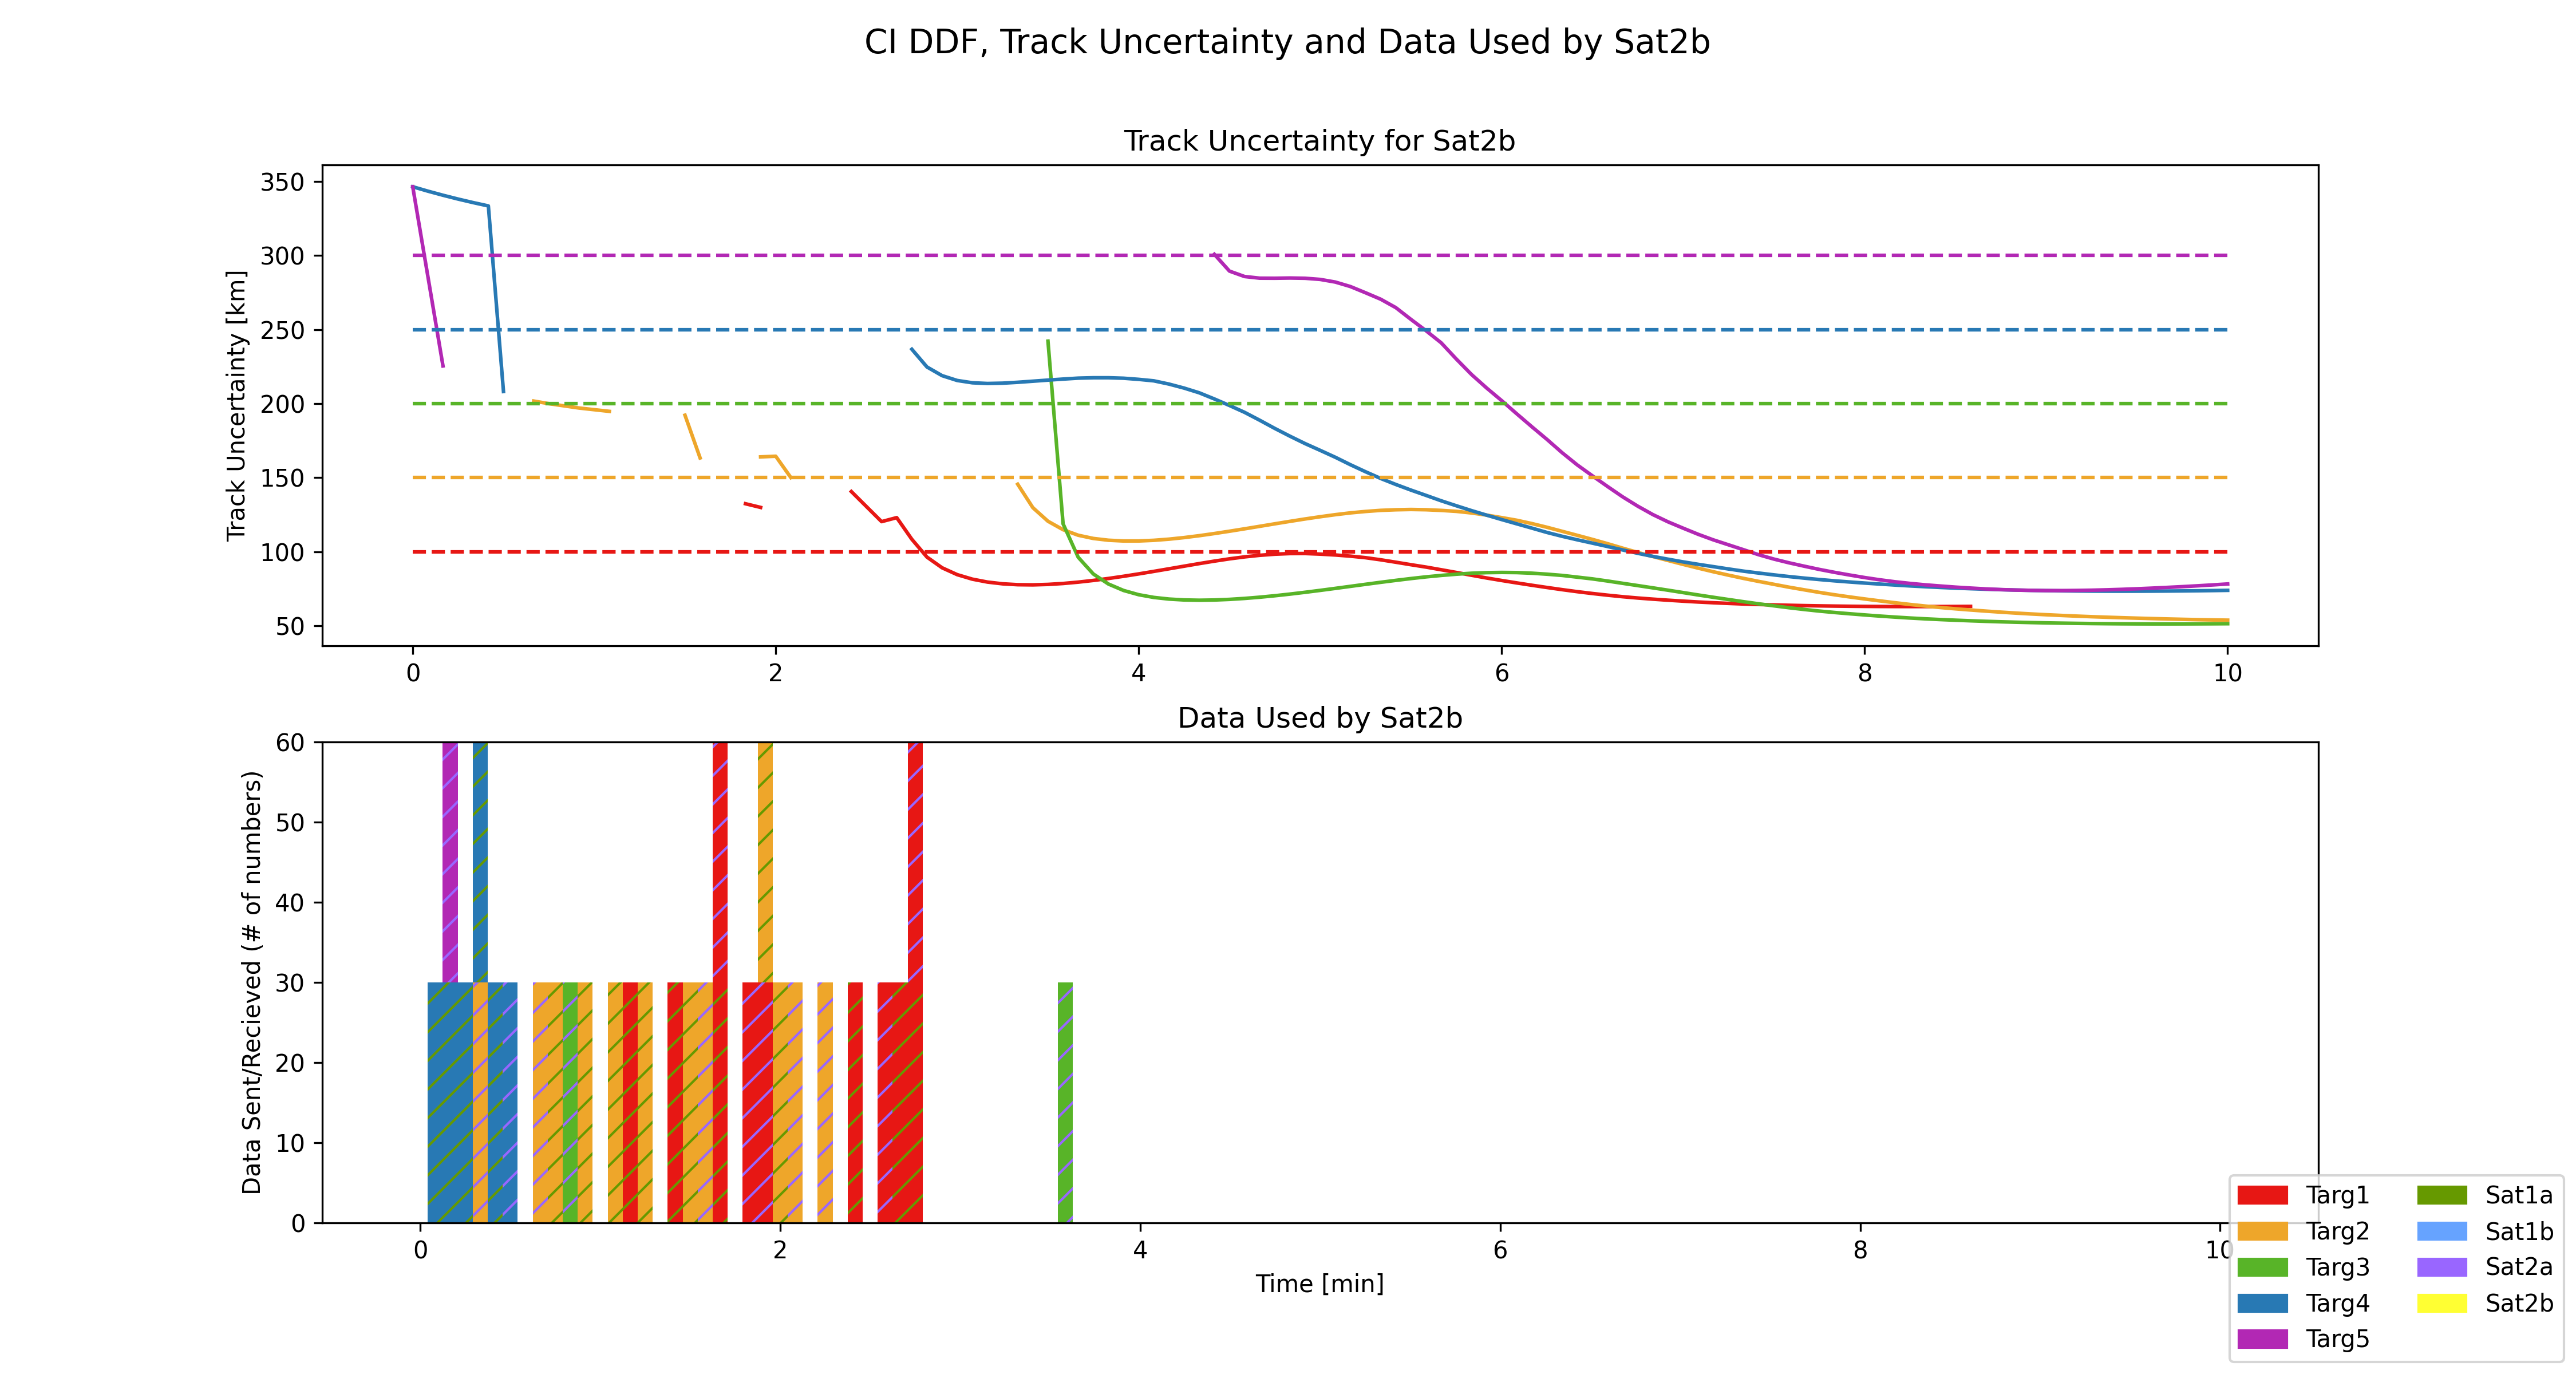 CI DDF, Track Uncertainty and Data Used by Sat2b
Track Uncertainty for Sat2b
Track Uncertainty [km]
350
300
250
200
150
100
50
0 2 4 6 8 10
Data Used by Sat2b
Data Sent/Recieved (# of numbers)
60
50
40
30
20
10
0
0 2 4 6 8 10
Time [min]
Targ1 Sat1a
Targ2 Sat1b
Targ3 Sat2a
Targ4 Sat2b
Targ5